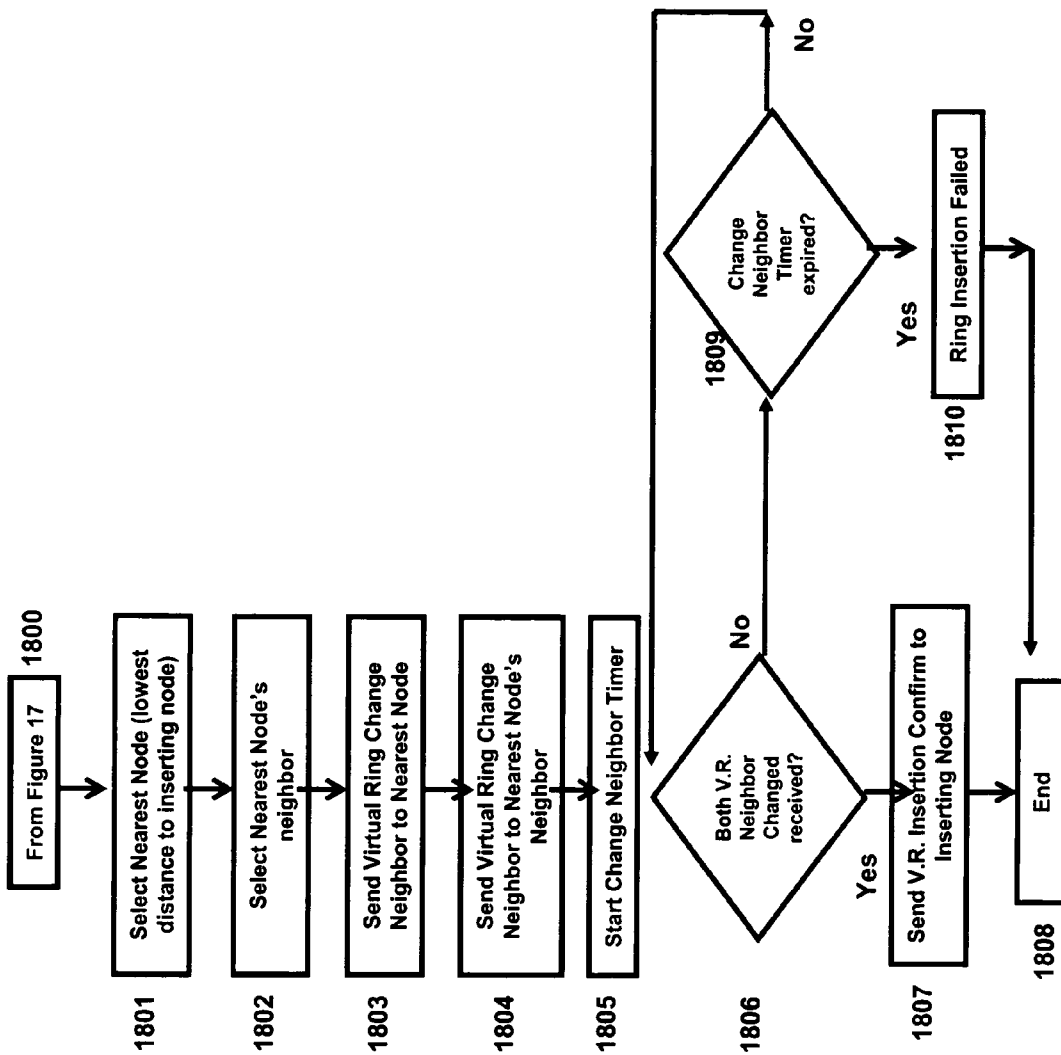 From Figure 17
1800
1801
Select Nearest Node (lowest
distance to inserting node)
1802
Select Nearest Node's
neighbor
1803
Send Virtual Ring Change
Neighbor to Nearest Node
1804
Send Virtual Ring Change
Neighbor to Nearest Node's
Neighbor
1805
Start Change Neighbor Timer
1806
Both V.R.
Neighbor
Changed
received?
No
Yes
1807
Send V.R. Insertion Confirm to
Inserting Node
1808
End
1809
Change
Neighbor
Timer
expired?
No
Yes
1810
Ring Insertion Failed